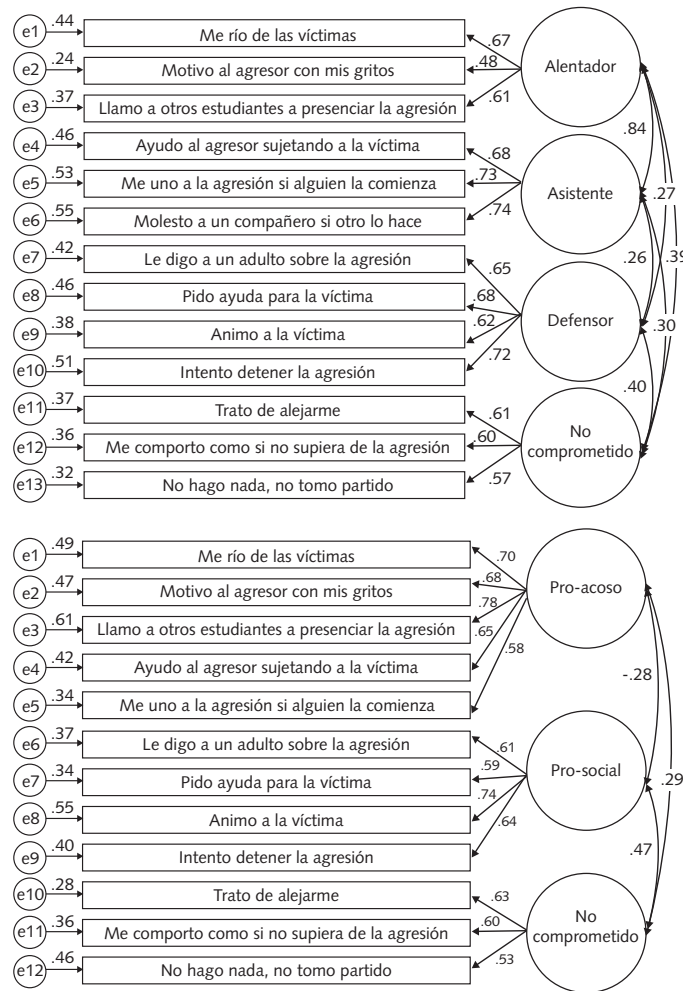 e1 .44 Me río de las víctimas .67
e2 .24 Motivo al agresor con mis gritos .48 Alentador
e3 .37 Llamo a otros estudiantes a presenciar la agresión .61
.84
e4 .46 Ayudo al agresor sujetando a la víctima .68
e5 .53 Me uno a la agresión si alguien la comienza .73 Asistente .27
e6 .55 Molesto a un compañero si otro lo hace .74
e7 .42 Le digo a un adulto sobre la agresión .65 .26 .39
e8 .46 Pido ayuda para la víctima .68
e9 .38 Animo a la víctima .62 Defensor .30
e10 .51 Intento detener la agresión .72
.40
e11 .37 Trato de alejarme .61
e12 .36 Me comporto como si no supiera de la agresión .60 No comprometido
e13 .32 No hago nada, no tomo partido .57
e1 .49 Me río de las víctimas .70
e2 .47 Motivo al agresor con mis gritos .68 Pro-acoso
e3 .61 Llamo a otros estudiantes a presenciar la agresión .78
e4 .42 Ayudo al agresor sujetando a la víctima .65
e5 .34 Me uno a la agresión si alguien la comienza .58
-.28
e6 .37 Le digo a un adulto sobre la agresión .61
e7 .34 Pido ayuda para la víctima .59 Pro-social .29
e8 .55 Animo a la víctima .74
e9 .40 Intento detener la agresión .64
.47
e10 .28 Trato de alejarme .63
e11 .36 Me comporto como si no supiera de la agresión .60 No comprometido
e12 .46 No hago nada, no tomo partido .53